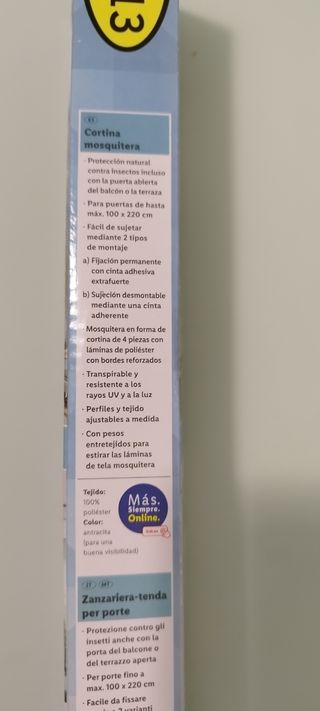 13
ES
Cortina
mosquitera
· Protección natural
contra insectos incluso
con la puerta abierta
del balcón o la terraza
· Para puertas de hasta
máx. 100 x 220 cm
· Fácil de sujetar
mediante 2 tipos
de montaje
a) Fijación permanente
con cinta adhesiva
extrafuerte
b) Sujeción desmontable
mediante una cinta
adherente
· Mosquitera en forma de
cortina de 4 piezas con
láminas de poliéster
con bordes reforzados
· Transpirable y
resistente a los
rayos UV y a la luz
· Perfiles y tejido
ajustables a medida
· Con pesos
entretejidos para
estirar las láminas
de tela mosquitera
Tejido:
100%
poliéster
Color:
antracita
(para una
buena visibilidad)
Más.
Siempre.
Online.
IT MT
Zanzariera-tenda
per porte
· Protezione contro gli
insetti anche con la
porta del balcone o
del terrazzo aperta
· Per porte fino a
max. 100 x 220 cm
· Facile da fissare
2 varianti